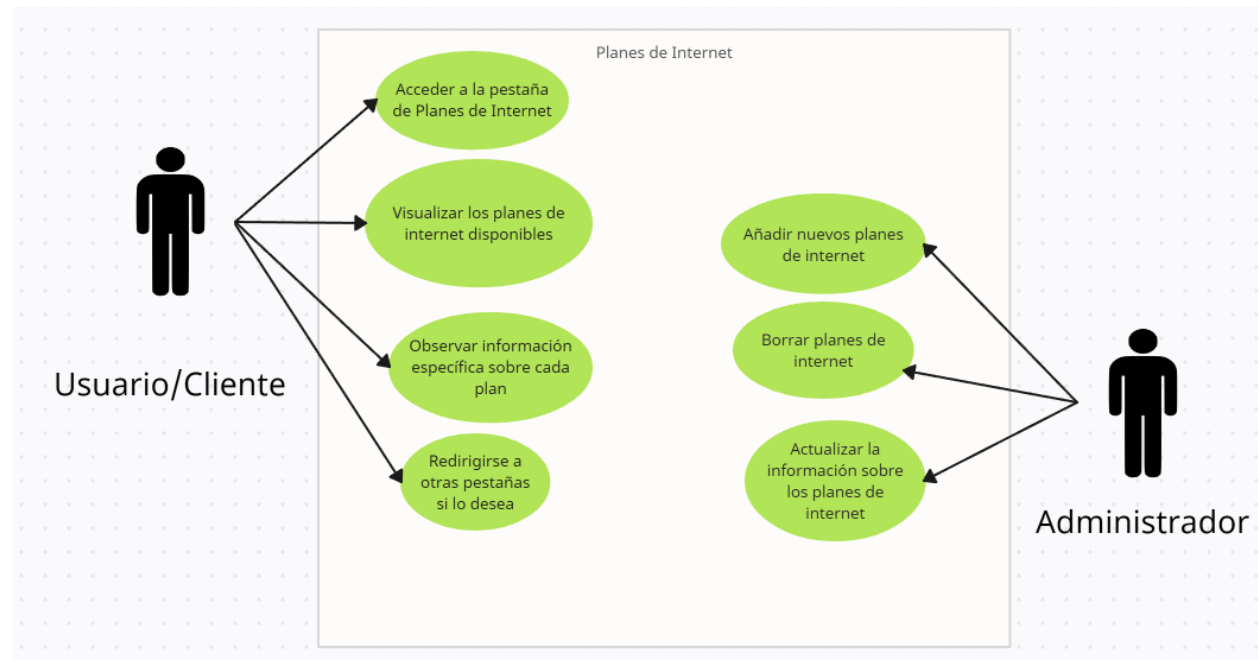 Planes de Internet
Acceder a la pestaña
de Planes de Internet
Visualizar los planes de
internet disponibles
Observar información
específica sobre cada
plan
Redirigirse a
otras pestañas
si lo desea
Usuario/Cliente
Añadir nuevos planes
de internet
Borrar planes de
internet
Actualizar la
información sobre
los planes de
internet
Administrador